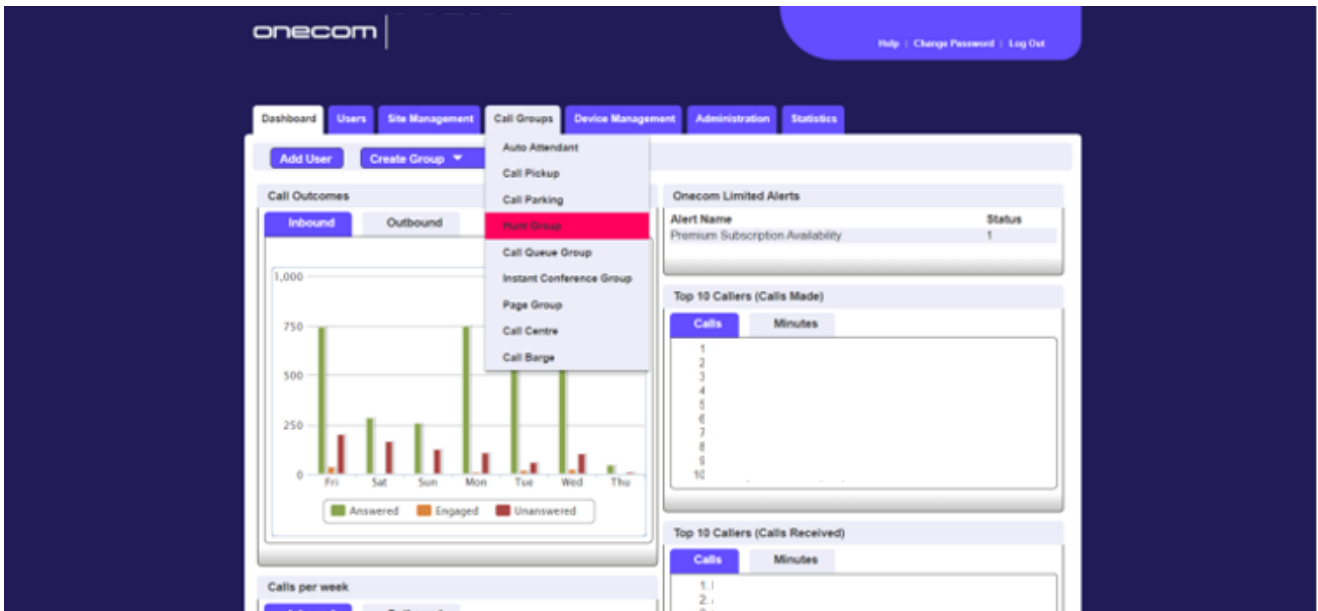 onecom
Help | Change Password | Log Out
Dashboard Users Site Management Call Groups Device Management Administration Statistics
Add User Create Group
Auto Attendant
Call Pickup
Call Parking
Hunt Group
Call Queue Group
Instant Conference Group
Page Group
Call Centre
Call Barge
Call Outcomes
Inbound Outbound
1,000
750
500
250
0
Fri Sat Sun Mon Tue Wed Thu
Answered Engaged Unanswered
Calls per week
Onecom Limited Alerts
Alert Name Status
Premium Subscription Availability 1
Top 10 Callers (Calls Made)
Calls Minutes
1
2
3
4
5
6
7
8
9
10
Top 10 Callers (Calls Received)
Calls Minutes
1.
2.